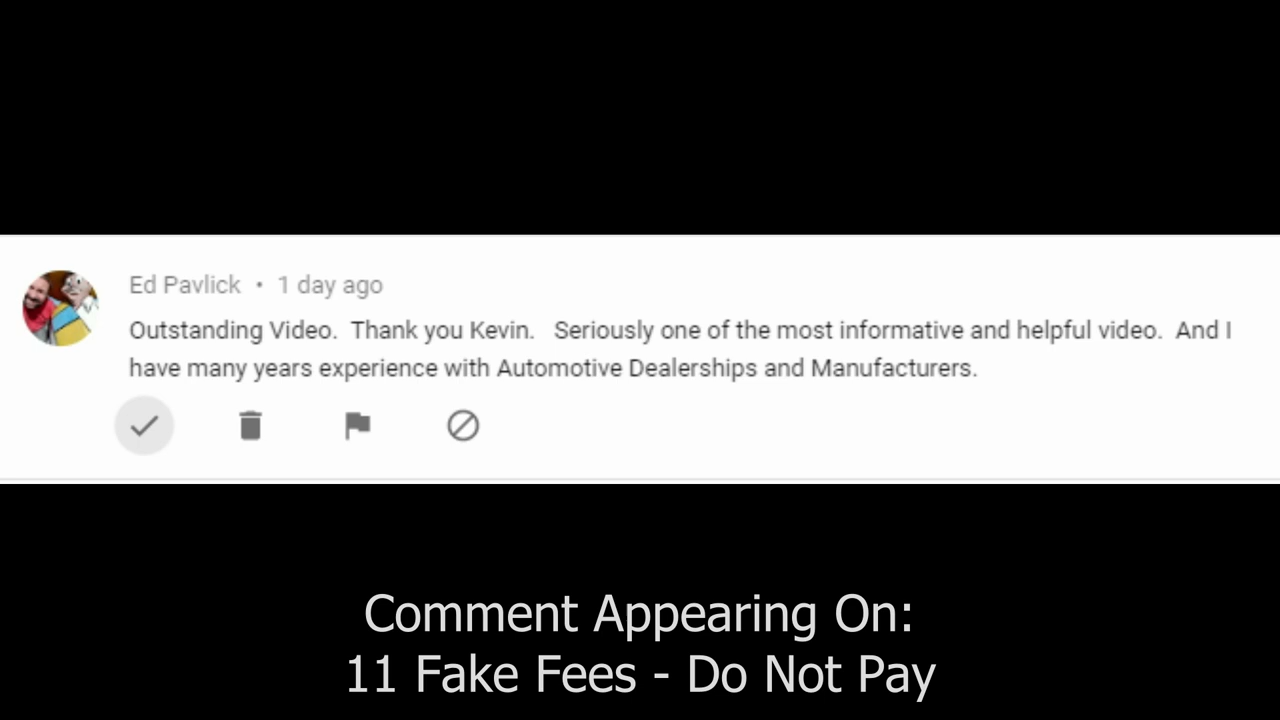 Ed Pavlick • 1 day ago
Outstanding Video. Thank you Kevin. Seriously one of the most informative and helpful video. And I
have many years experience with Automotive Dealerships and Manufacturers.
Comment Appearing On:
11 Fake Fees - Do Not Pay